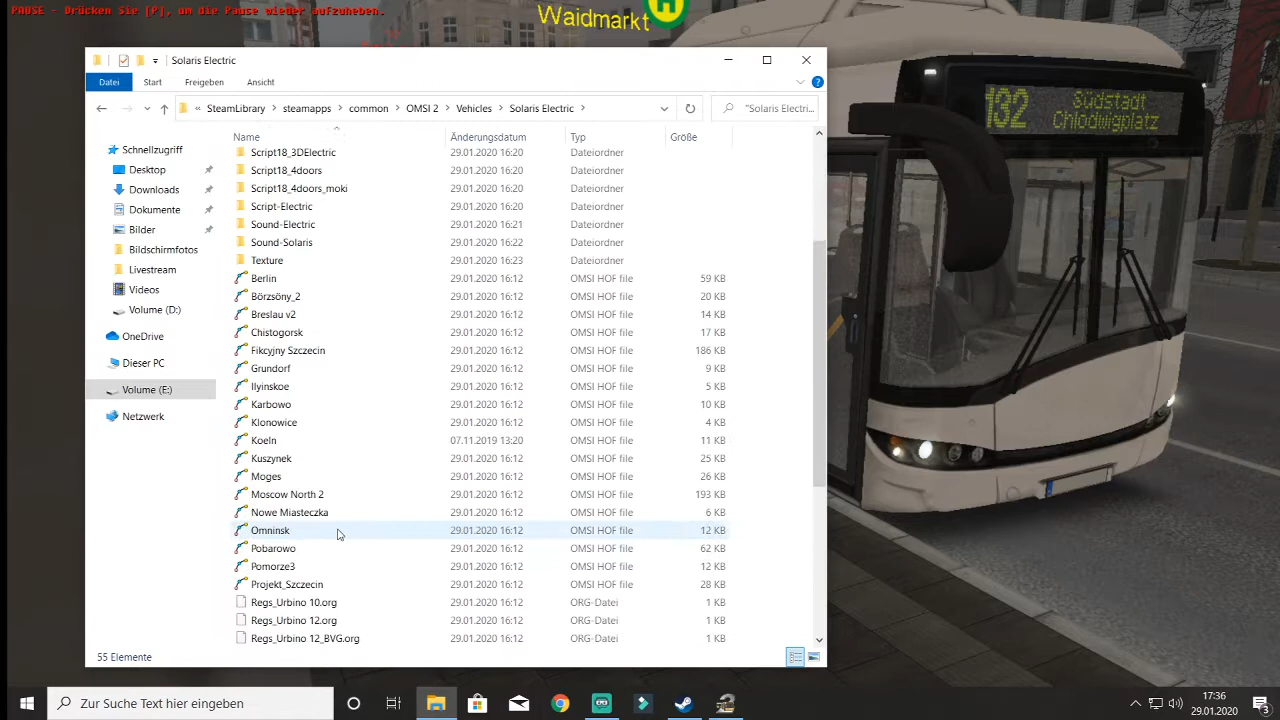 PAUSE - Drücken Sie [P], um die Pause wieder aufzuheben.
Waidmarkt
H
132 Südstadt
Chlodwigplatz
Solaris Electric
Datei Start Freigeben Ansicht
« SteamLibrary › steamapps › common › OMSI 2 › Vehicles › Solaris Electric ›
"Solaris Electri...
Name Änderungsdatum Typ Größe
Schnellzugriff
Desktop
Downloads
Dokumente
Bilder
Bildschirmfotos
Livestream
Videos
Volume (D:)
OneDrive
Dieser PC
Volume (E:)
Netzwerk
Script18_3DElectric 29.01.2020 16:20 Dateiordner
Script18_4doors 29.01.2020 16:20 Dateiordner
Script18_4doors_moki 29.01.2020 16:20 Dateiordner
Script-Electric 29.01.2020 16:20 Dateiordner
Sound-Electric 29.01.2020 16:21 Dateiordner
Sound-Solaris 29.01.2020 16:22 Dateiordner
Texture 29.01.2020 16:23 Dateiordner
Berlin 29.01.2020 16:12 OMSI HOF file 59 KB
Börzsöny_2 29.01.2020 16:12 OMSI HOF file 20 KB
Breslau v2 29.01.2020 16:12 OMSI HOF file 14 KB
Chistogorsk 29.01.2020 16:12 OMSI HOF file 17 KB
Fikcyjny Szczecin 29.01.2020 16:12 OMSI HOF file 186 KB
Grundorf 29.01.2020 16:12 OMSI HOF file 9 KB
Ilyinskoe 29.01.2020 16:12 OMSI HOF file 5 KB
Karbowo 29.01.2020 16:12 OMSI HOF file 10 KB
Klonowice 29.01.2020 16:12 OMSI HOF file 4 KB
Koeln 07.11.2019 13:20 OMSI HOF file 11 KB
Kuszynek 29.01.2020 16:12 OMSI HOF file 25 KB
Moges 29.01.2020 16:12 OMSI HOF file 26 KB
Moscow North 2 29.01.2020 16:12 OMSI HOF file 193 KB
Nowe Miasteczka 29.01.2020 16:12 OMSI HOF file 6 KB
Omninsk 29.01.2020 16:12 OMSI HOF file 12 KB
Pobarowo 29.01.2020 16:12 OMSI HOF file 62 KB
Pomorze3 29.01.2020 16:12 OMSI HOF file 12 KB
Projekt_Szczecin 29.01.2020 16:12 OMSI HOF file 28 KB
Regs_Urbino 10.org 29.01.2020 16:12 ORG-Datei 1 KB
Regs_Urbino 12.org 29.01.2020 16:12 ORG-Datei 1 KB
Regs_Urbino 12_BVG.org 29.01.2020 16:12 ORG-Datei 1 KB
55 Elemente
Zur Suche Text hier eingeben
17:36
29.01.2020
3